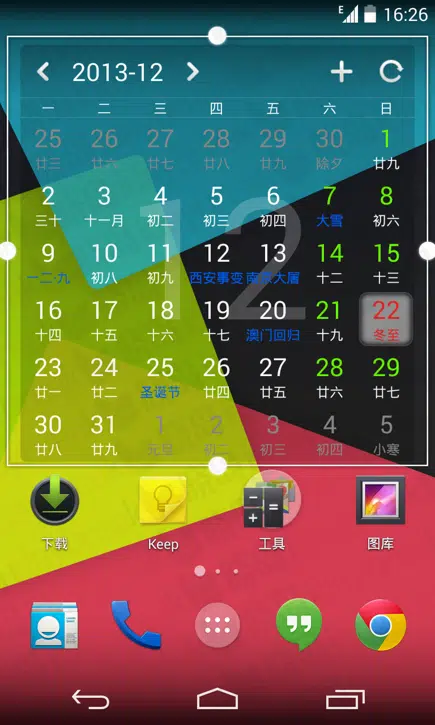 E 16:26
2013-12
一 二 三 四 五 六 日
25 26 27 28 29 30 1
廿三 廿六 廿七 廿八 廿九 除夕 廿九
2 3 4 5 6 7 8
三十 十一月 初二 初三 初四 大雪 初六
9 10 11 12 13 14 15
一二·九 初八 初九 西安事变 南京大屠 十二 十三
12
16 17 18 19 20 21 22
十四 十五 十六 十七 澳门回归 十九 冬至
23 24 25 26 27 28 29
廿一 廿二 圣诞节 廿四 廿五 廿六 廿七
30 31 1 2 3 4 5
廿八 廿九 元旦 初二 初三 初四 小寒
下载 Keep 工具 图库